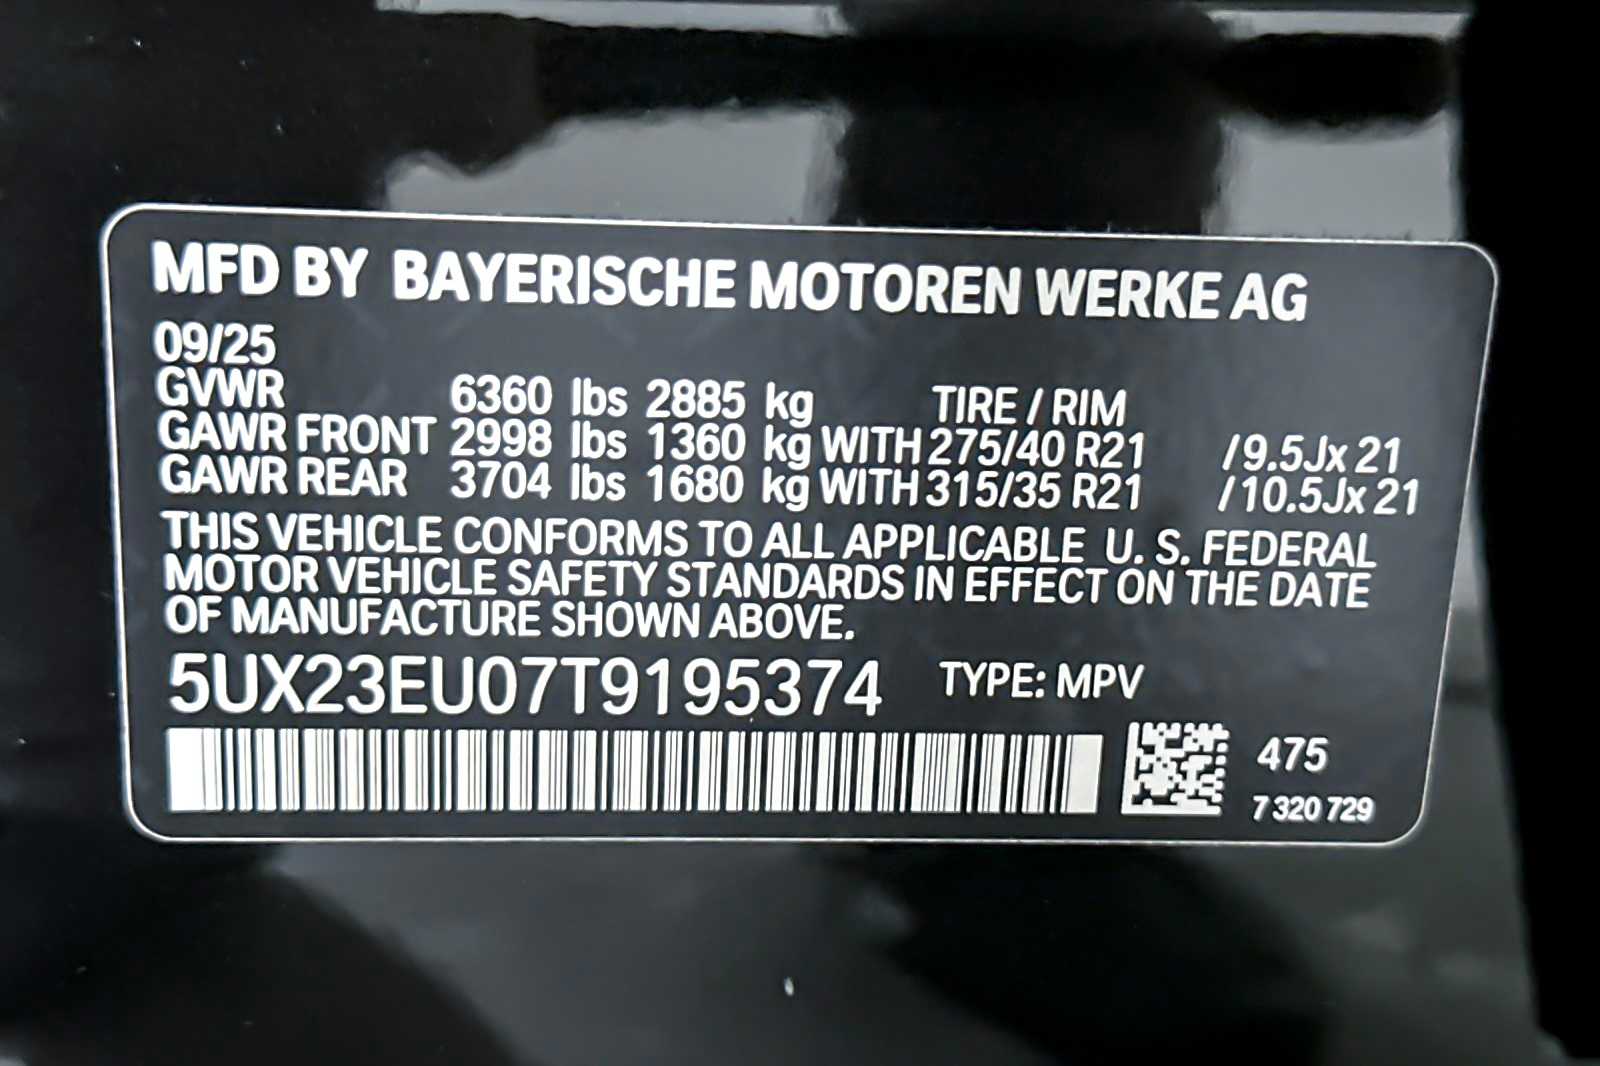 MFD BY BAYERISCHE MOTOREN WERKE AG
09/25
GVWR 6360 lbs 2885 kg TIRE / RIM
GAWR FRONT 2998 lbs 1360 kg WITH 275/40 R21 /9.5Jx 21
GAWR REAR 3704 lbs 1680 kg WITH 315/35 R21 /10.5Jx 21
THIS VEHICLE CONFORMS TO ALL APPLICABLE U. S. FEDERAL
MOTOR VEHICLE SAFETY STANDARDS IN EFFECT ON THE DATE
OF MANUFACTURE SHOWN ABOVE.
5UX23EU07T9195374 TYPE: MPV
475
7 320 729